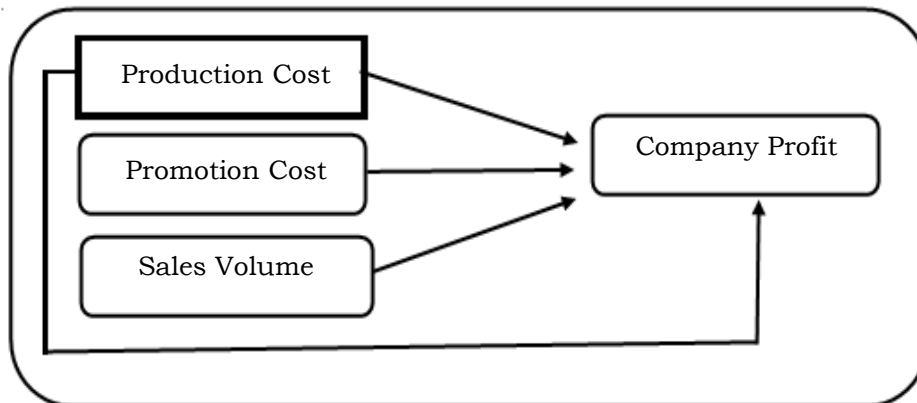 Production Cost
Promotion Cost
Sales Volume
Company Profit